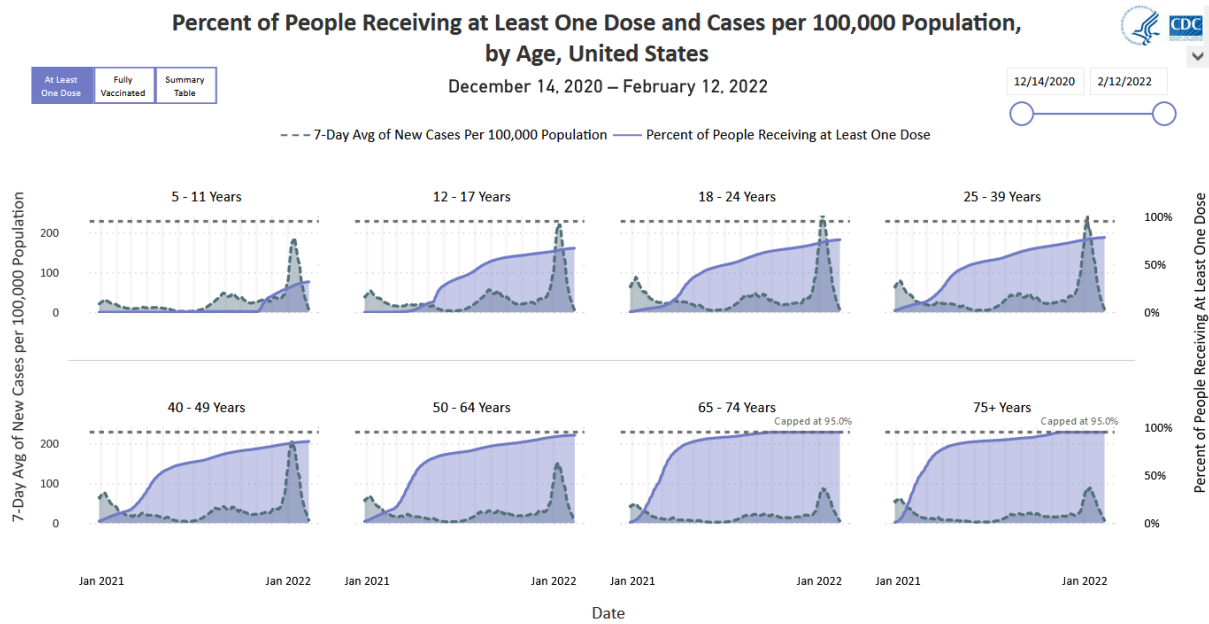 Percent of People Receiving at Least One Dose and Cases per 100,000 Population,
by Age, United States
December 14, 2020 – February 12, 2022
CDC
At Least
One Dose
Fully
Vaccinated
Summary
Table
12/14/2020
2/12/2022
7-Day Avg of New Cases Per 100,000 Population
Percent of People Receiving at Least One Dose
7-Day Avg of New Cases per 100,000 Population
Percent of People Receiving At Least One Dose
5 - 11 Years
12 - 17 Years
18 - 24 Years
25 - 39 Years
200
100
0
100%
50%
0%
40 - 49 Years
50 - 64 Years
65 - 74 Years
75+ Years
Capped at 95.0%
Capped at 95.0%
200
100
0
100%
50%
0%
Jan 2021
Jan 2022
Jan 2021
Jan 2022
Jan 2021
Jan 2022
Jan 2021
Jan 2022
Date